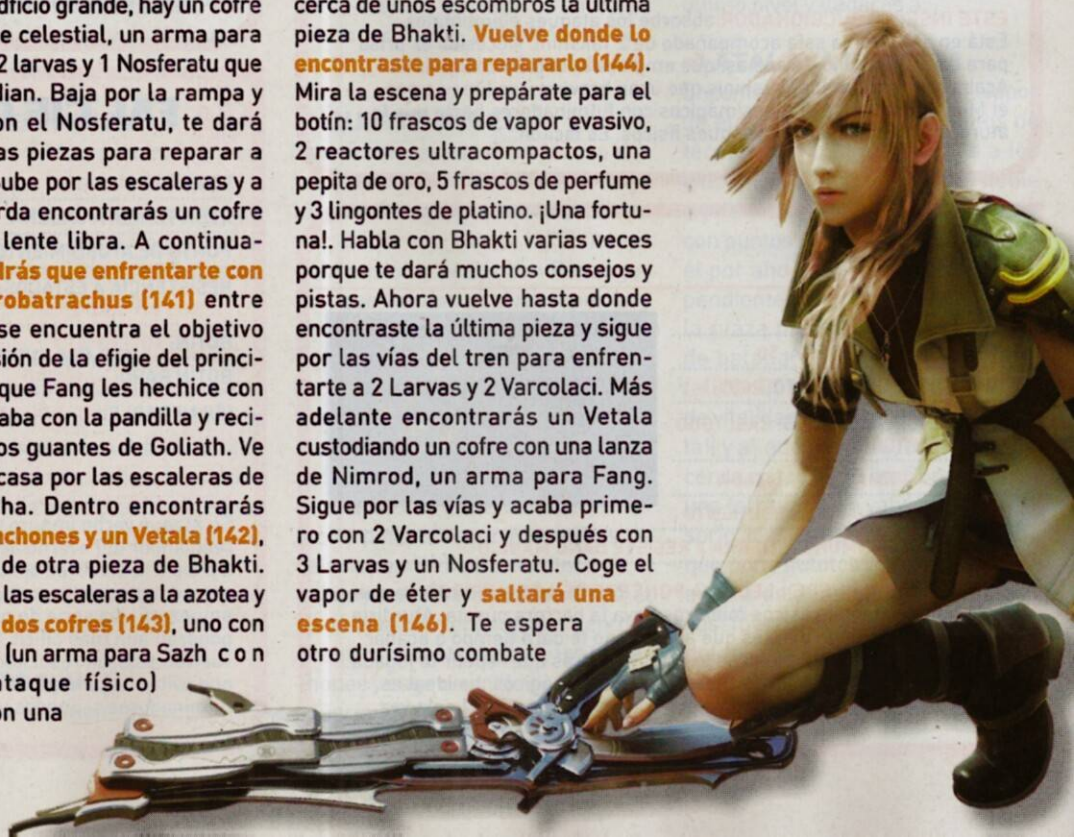 dificio grande, hay un cofre
e celestial, un arma para
2 larvas y 1 Nosferatu que
dian. Baja por la rampa y
on el Nosferatu, te dará
as piezas para reparar a
Sube por las escaleras y a
rda encontrarás un cofre
lente libra. A continua-
drás que enfrentarte con
robatrachus (141) entre
se encuentra el objetivo
sión de la efigie del princi-
que Fang les hechice con
aba con la pandilla y reci-
os guantes de Goliath. Ve
casa por las escaleras de
ha. Dentro encontrarás
nchones y un Vetala (142),
de otra pieza de Bhakti.
las escaleras a la azotea y
dos cofres (143), uno con
(un arma para Sazh con
ataque físico)
on una
cerca de unos escombros la última
pieza de Bhakti. Vuelve donde lo
encontraste para repararlo (144).
Mira la escena y prepárate para el
botín: 10 frascos de vapor evasivo,
2 reactores ultracompactos, una
pepita de oro, 5 frascos de perfume
y 3 lingontes de platino. ¡Una fortu-
na!. Habla con Bhakti varias veces
porque te dará muchos consejos y
pistas. Ahora vuelve hasta donde
encontraste la última pieza y sigue
por las vías del tren para enfren-
tarte a 2 Larvas y 2 Varcolaci. Más
adelante encontrarás un Vetala
custodiando un cofre con una lanza
de Nimrod, un arma para Fang.
Sigue por las vías y acaba prime-
ro con 2 Varcolaci y después con
3 Larvas y un Nosferatu. Coge el
vapor de éter y saltará una
escena (146). Te espera
otro durísimo combate